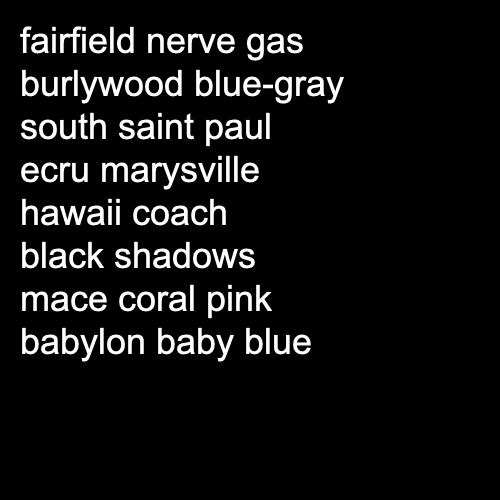 fairfield nerve gas
burlywood blue-gray
south saint paul
ecru marysville
hawaii coach
black shadows
mace coral pink
babylon baby blue